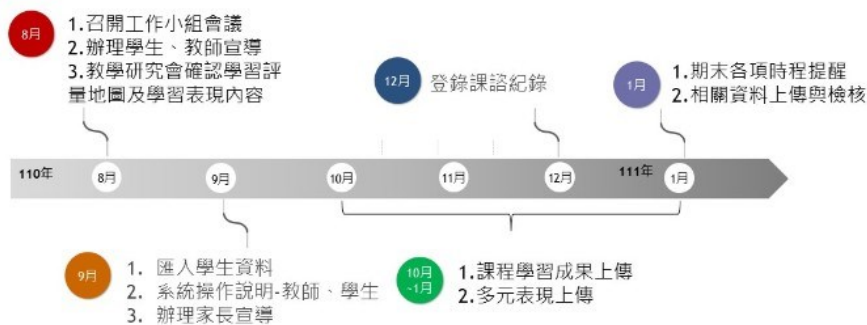 8月
1.召開工作小組會議
2.辦理學生、教師宣導
3.教學研究會確認學習評
量地圖及學習表現內容
12月
登錄課諮紀錄
1月
1.期末各項時程提醒
2.相關資料上傳與檢核
110年
8月
9月
10月
11月
12月
111年
1月
9月
1. 匯入學生資料
2. 系統操作說明-教師、學生
3. 辦理家長宣導
10月
~1月
1.課程學習成果上傳
2.多元表現上傳